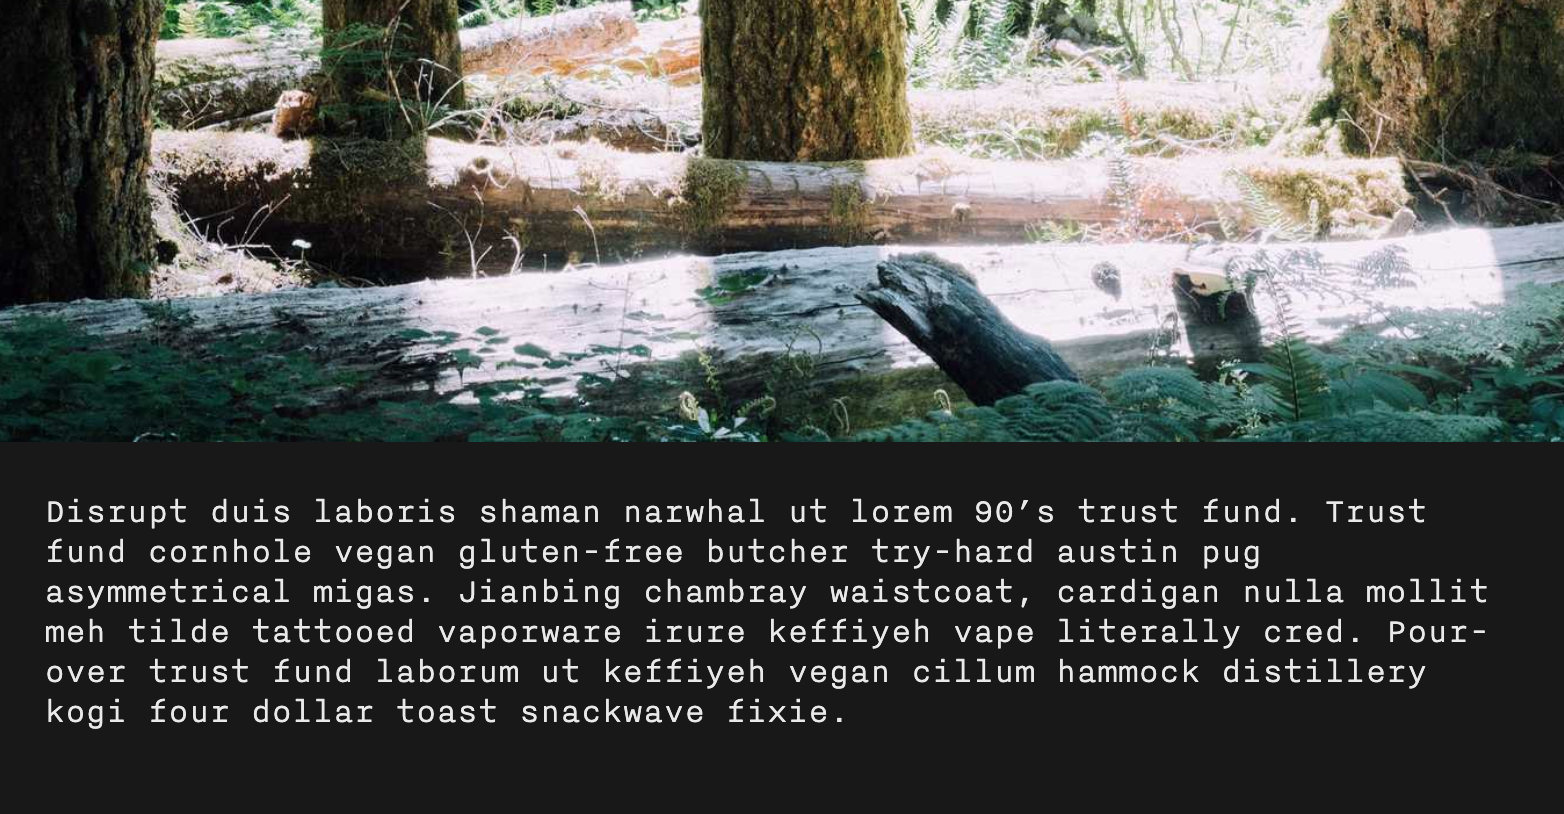 Disrupt duis laboris shaman narwhal ut lorem 90’s trust fund. Trust
fund cornhole vegan gluten-free butcher try-hard austin pug
asymmetrical migas. Jianbing chambray waistcoat, cardigan nulla mollit
meh tilde tattooed vaporware irure keffiyeh vape literally cred. Pour-
over trust fund laborum ut keffiyeh vegan cillum hammock distillery
kogi four dollar toast snackwave fixie.